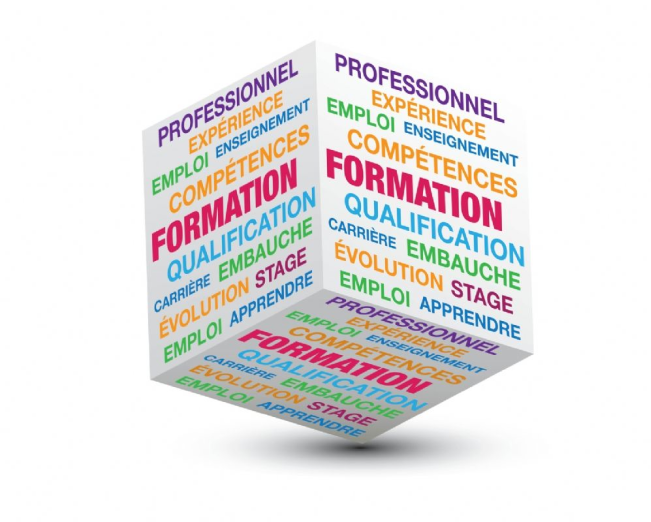 PROFESSIONNEL
EXPÉRIENCE
EMPLOI ENSEIGNEMENT
COMPÉTENCES
FORMATION
QUALIFICATION
CARRIÈRE EMBAUCHE
ÉVOLUTION STAGE
EMPLOI APPRENDRE
PROFESSIONNEL
EXPÉRIENCE
EMPLOI ENSEIGNEMENT
COMPÉTENCES
FORMATION
QUALIFICATION
CARRIÈRE EMBAUCHE
ÉVOLUTION STAGE
EMPLOI APPRENDRE
PROFESSIONNEL
EXPÉRIENCE
EMPLOI ENSEIGNEMENT
COMPÉTENCES
FORMATION
QUALIFICATION
CARRIÈRE EMBAUCHE
ÉVOLUTION STAGE
EMPLOI APPRENDRE